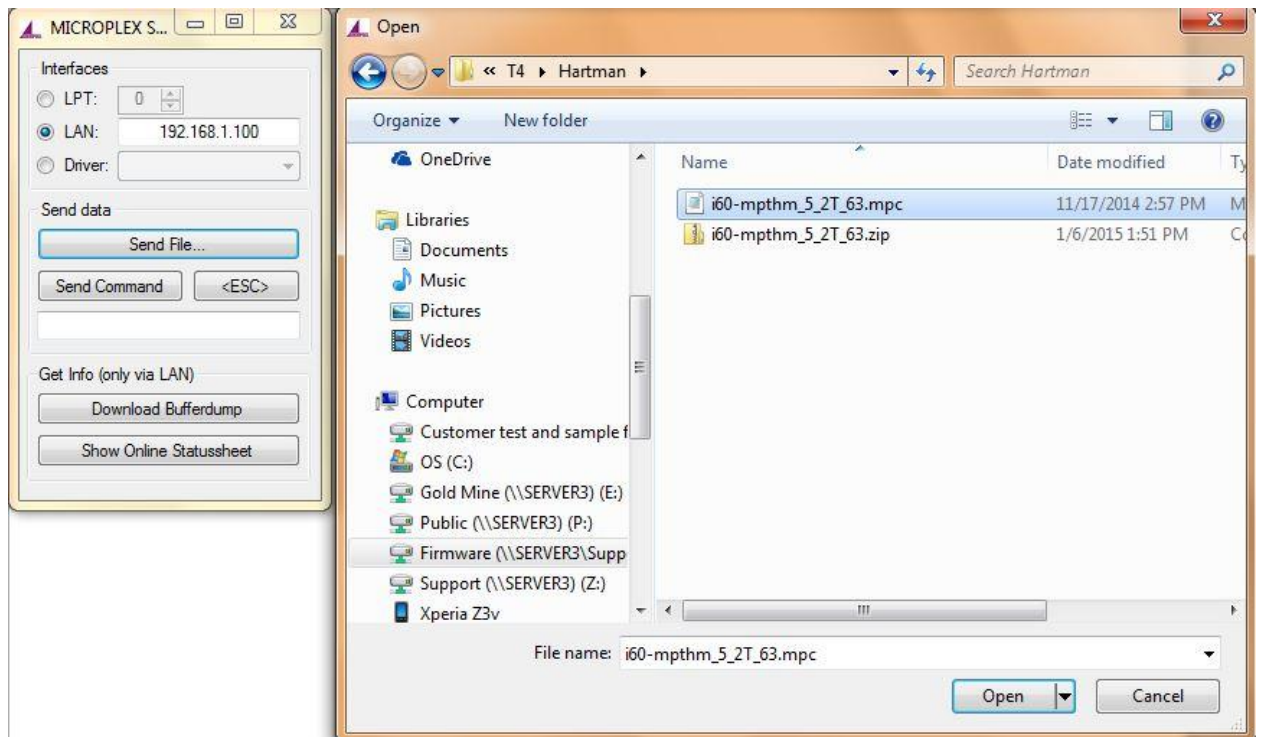 MICROPLEX S...
Interfaces
LPT: 0
LAN: 192.168.1.100
Driver:
Send data
Send File...
Send Command <ESC>
Get Info (only via LAN)
Download Bufferdump
Show Online Statussheet
Open
« T4 Hartman
Search Hartman
Organize New folder
OneDrive
Libraries
Documents
Music
Pictures
Videos
Computer
Customer test and sample f
OS (C:)
Gold Mine (\\SERVER3) (E:)
Public (\\SERVER3) (P:)
Firmware (\\SERVER3\Supp
Support (\\SERVER3) (Z:)
Xperia Z3v
Name Date modified Ty
i60-mpthm_5_2T_63.mpc 11/17/2014 2:57 PM M
i60-mpthm_5_2T_63.zip 1/6/2015 1:51 PM Co
File name: i60-mpthm_5_2T_63.mpc
Open Cancel